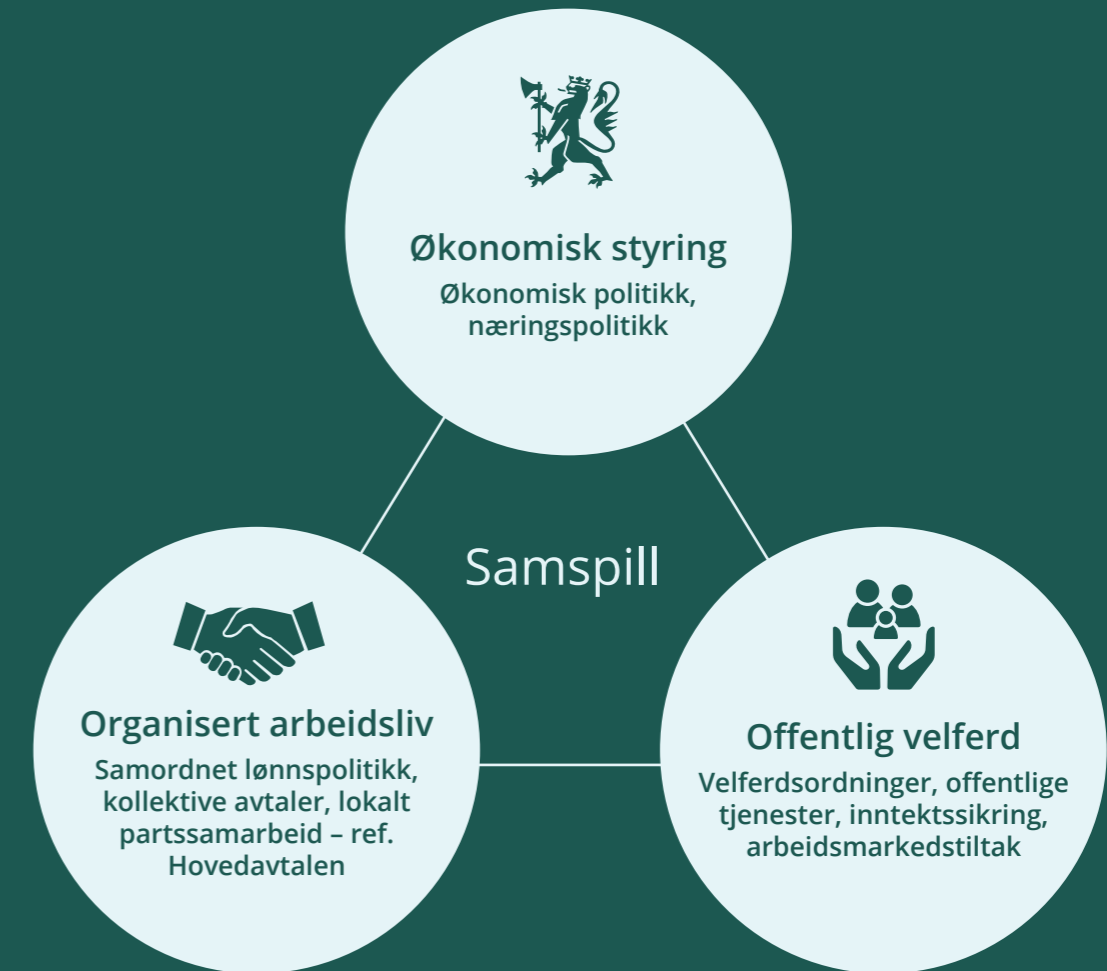 Økonomisk styring
Økonomisk politikk,
næringspolitikk
Samspill
Organisert arbeidsliv
Samordnet lønnspolitikk,
kollektive avtaler, lokalt
partssamarbeid – ref.
Hovedavtalen
Offentlig velferd
Velferdsordninger, offentlige
tjenester, inntektssikring,
arbeidsmarkedstiltak